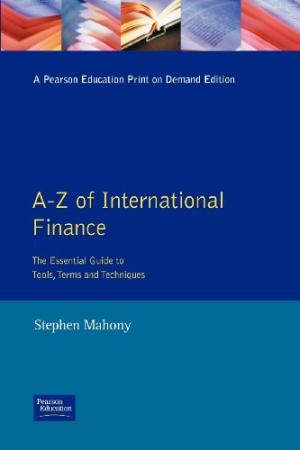 A Pearson Education Print on Demand Edition
A-Z of International
Finance
The Essential Guide to
Tools, Terms and Techniques
Stephen Mahony
Pearson
Education